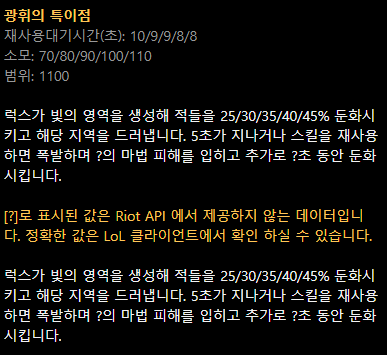 광휘의 특이점
재사용대기시간(초): 10/9/9/8/8
소모: 70/80/90/100/110
범위: 1100
럭스가 빛의 영역을 생성해 적들을 25/30/35/40/45% 둔화시
키고 해당 지역을 드러냅니다. 5초가 지나거나 스킬을 재사용
하면 폭발하며 ?의 마법 피해를 입히고 추가로 ?초 동안 둔화
시킵니다.
[?]로 표시된 값은 Riot API 에서 제공하지 않는 데이터입니
다. 정확한 값은 LoL 클라이언트에서 확인 하실 수 있습니다.
럭스가 빛의 영역을 생성해 적들을 25/30/35/40/45% 둔화시
키고 해당 지역을 드러냅니다. 5초가 지나거나 스킬을 재사용
하면 폭발하며 ?의 마법 피해를 입히고 추가로 ?초 동안 둔화
시킵니다.